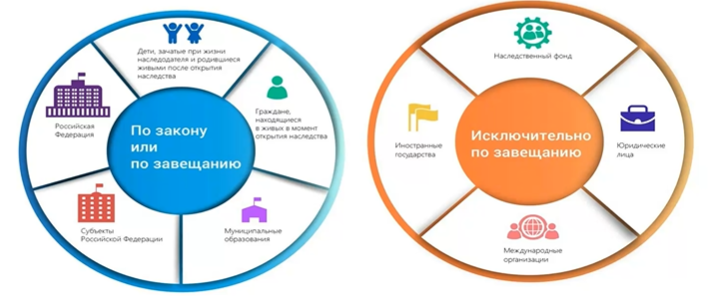 Дети, зачатые при жизни
наследодателя и родившиеся
живыми после открытия
наследства
Российская
Федерация
Граждане,
находящиеся
в живых в момент
открытия наследства
По закону
или
по завещанию
Субъекты
Российской Федерации
Муниципальные
образования
Наследственный фонд
Иностранные
государства
Исключительно
по завещанию
Юридические
лица
Международные
организации